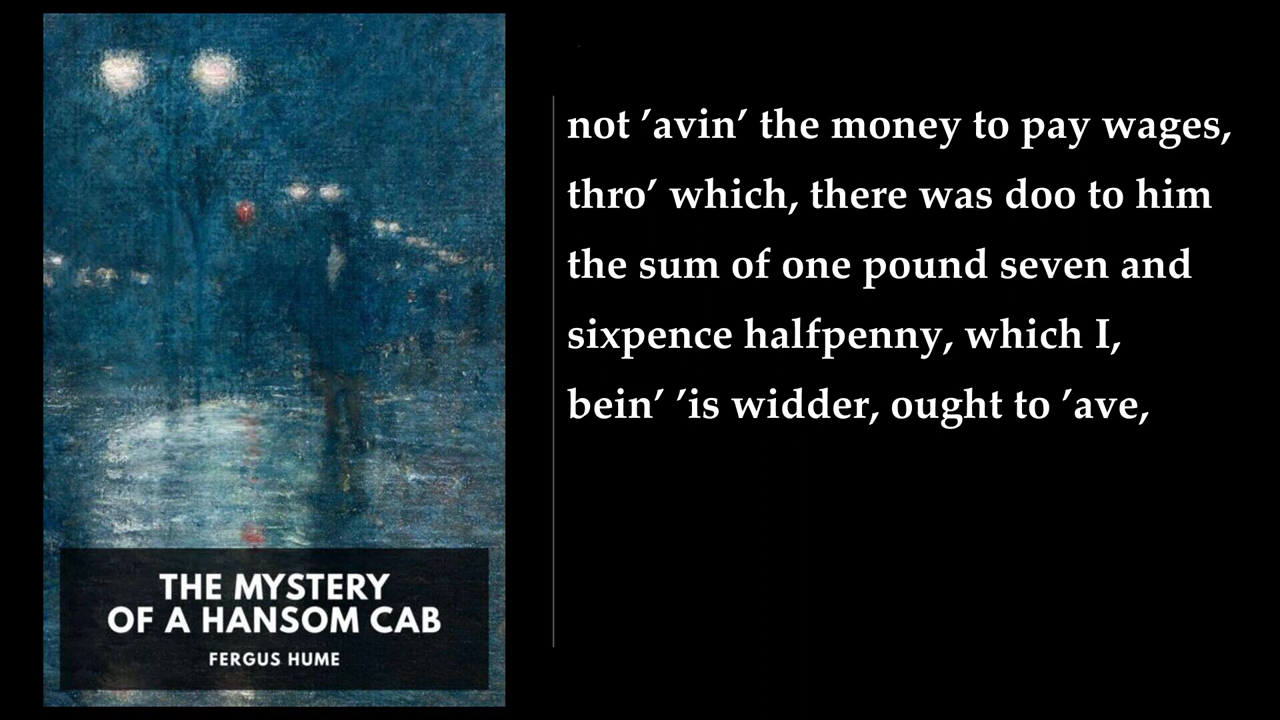 not ’avin’ the money to pay wages,
thro’ which, there was doo to him
the sum of one pound seven and
sixpence halfpenny, which I,
bein’ ’is widder, ought to ’ave,
THE MYSTERY
OF A HANSOM CAB
FERGUS HUME